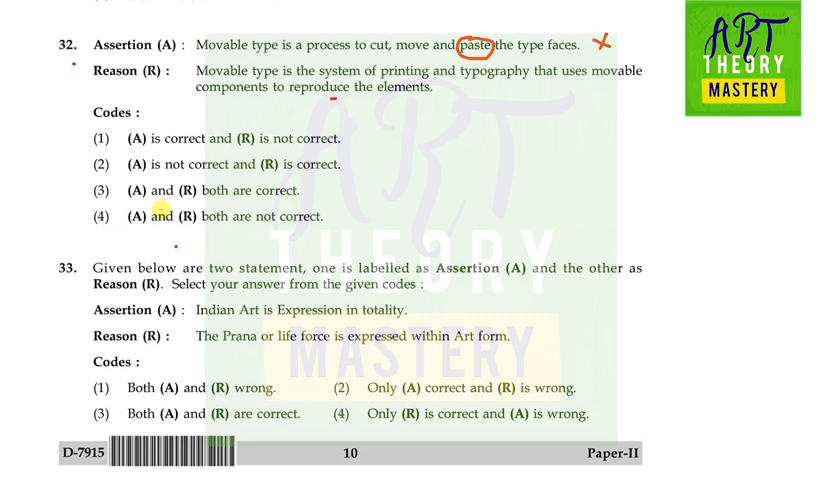 ART
THEORY
MASTERY
32. Assertion (A) : Movable type is a process to cut, move and paste the type faces.
Reason (R) : Movable type is the system of printing and typography that uses movable
components to reproduce the elements.
Codes :
(1) (A) is correct and (R) is not correct.
(2) (A) is not correct and (R) is correct.
(3) (A) and (R) both are correct.
(4) (A) and (R) both are not correct.
ART
THEORY
MASTERY
33. Given below are two statement, one is labelled as Assertion (A) and the other as
Reason (R). Select your answer from the given codes :
Assertion (A) : Indian Art is Expression in totality.
Reason (R) : The Prana or life force is expressed within Art form.
Codes :
(1) Both (A) and (R) wrong. (2) Only (A) correct and (R) is wrong.
(3) Both (A) and (R) are correct. (4) Only (R) is correct and (A) is wrong.
D-7915 10 Paper-II